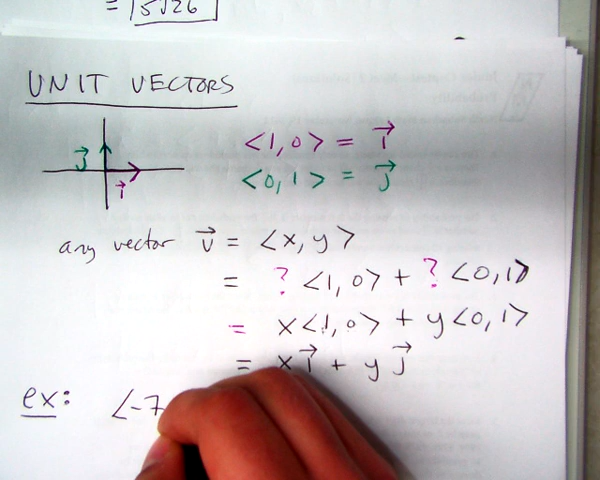 = 5√26
UNIT VECTORS
j⃗
i⃗
<1,0> = i⃗
<0,1> = j⃗
any vector v⃗ = <x,y>
= ? <1,0> + ? <0,1>
= x<1,0> + y<0,1>
= x i⃗ + y j⃗
ex: <-7